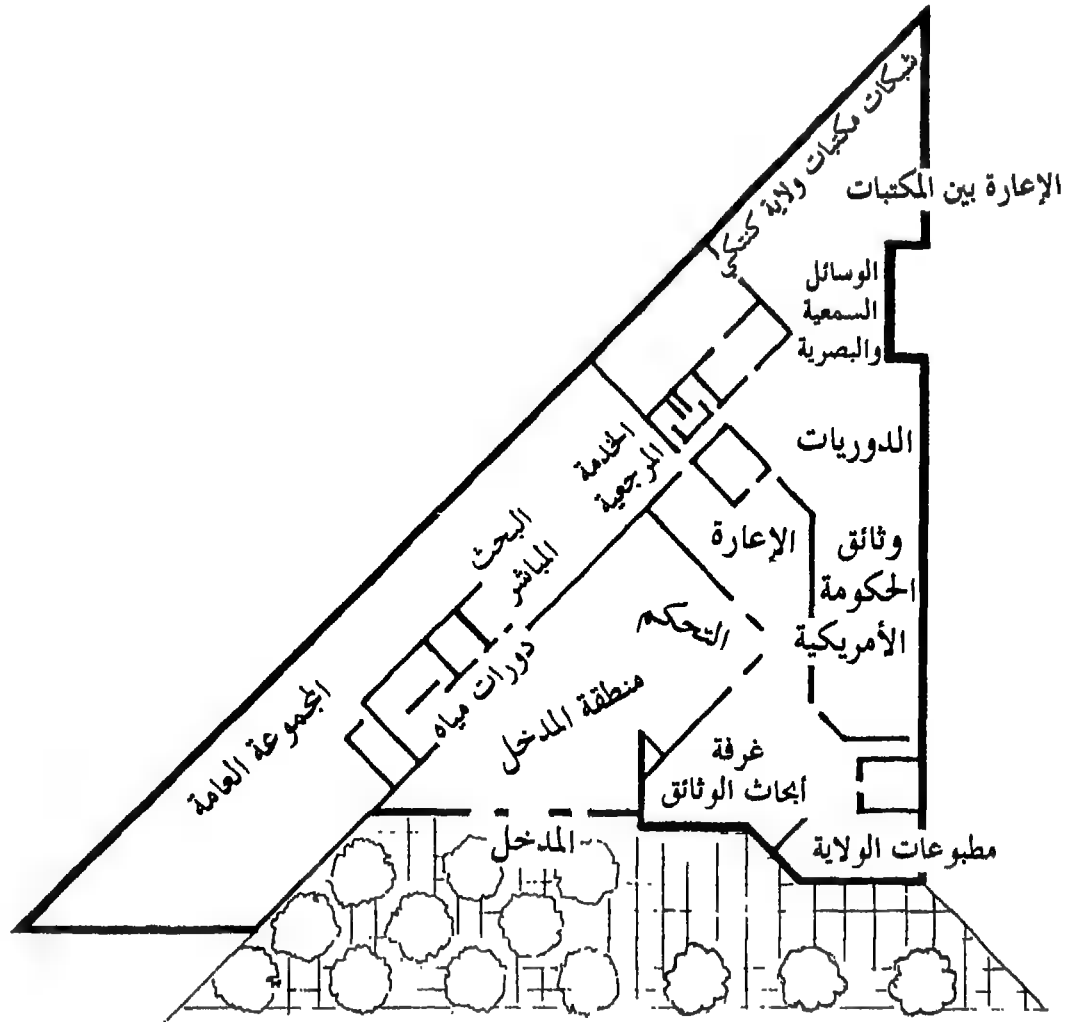 شبكات مكتبات ولاية كنتكي
الإعارة بين المكتبات
الوسائل
السمعية
والبصرية
الدوريات
الخدمة
المرجعية
البحث
المباشر
الإعارة
وثائق
الحكومة
الأمريكية
التحكم
دورات مياه
منطقة المدخل
المجموعة العامة
غرفة
أبحاث الوثائق
المدخل
مطبوعات الولاية